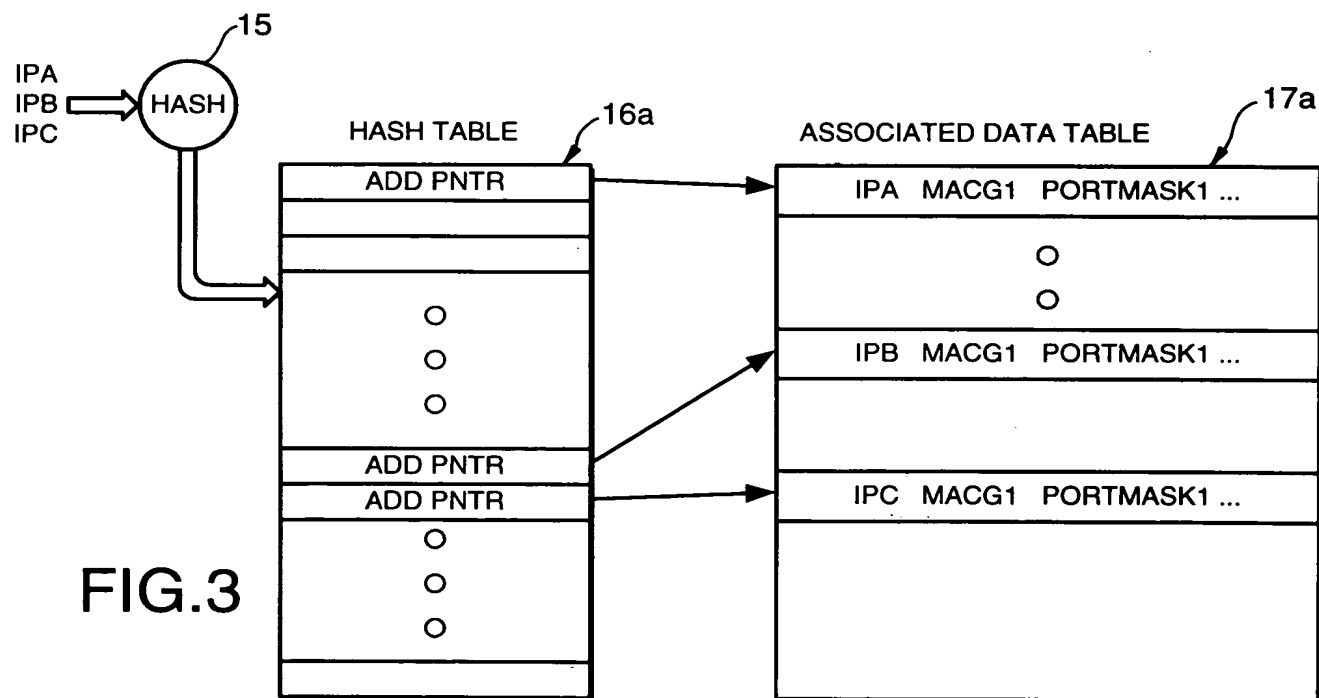 15
IPA
IPB
IPC
HASH
HASH TABLE
16a
ASSOCIATED DATA TABLE
17a
ADD PNTR
IPA MACG1 PORTMASK1 ...
IPB MACG1 PORTMASK1 ...
ADD PNTR
ADD PNTR
IPC MACG1 PORTMASK1 ...
FIG.3